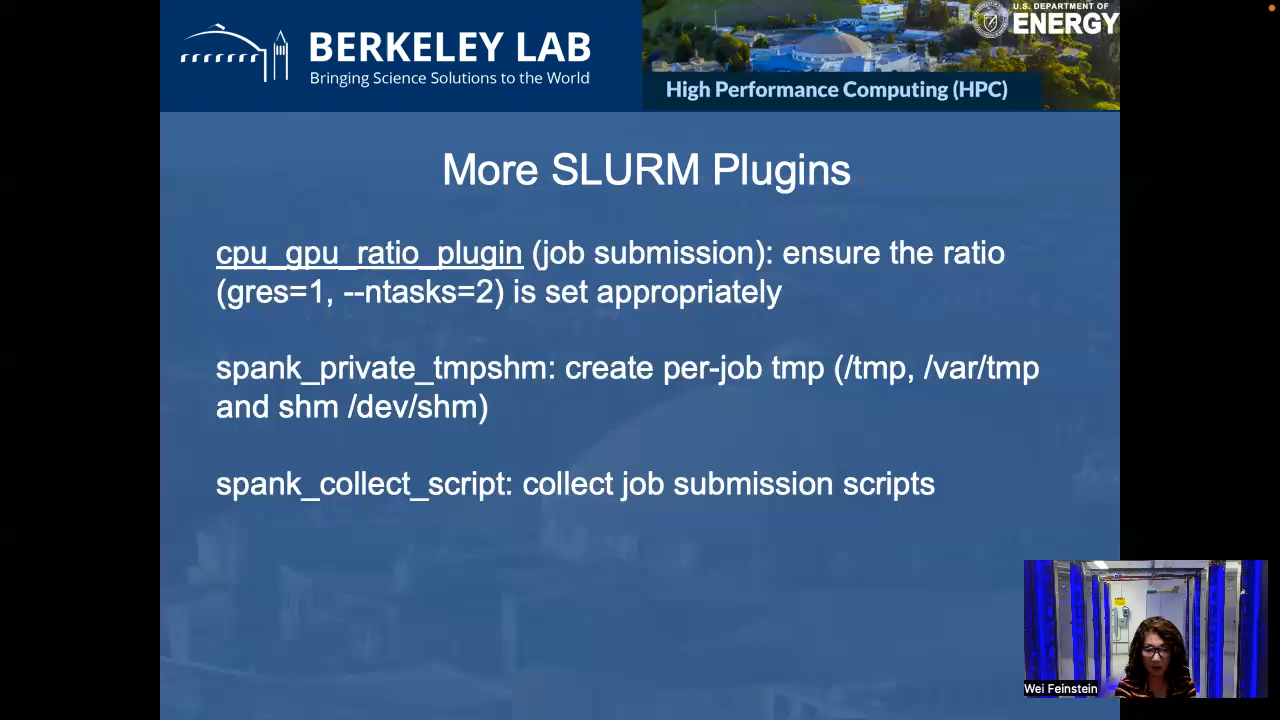 BERKELEY LAB
Bringing Science Solutions to the World
U.S. DEPARTMENT OF
ENERGY
High Performance Computing (HPC)
More SLURM Plugins
cpu_gpu_ratio_plugin (job submission): ensure the ratio
(gres=1, --ntasks=2) is set appropriately
spank_private_tmpshm: create per-job tmp (/tmp, /var/tmp
and shm /dev/shm)
spank_collect_script: collect job submission scripts
Wei Feinstein